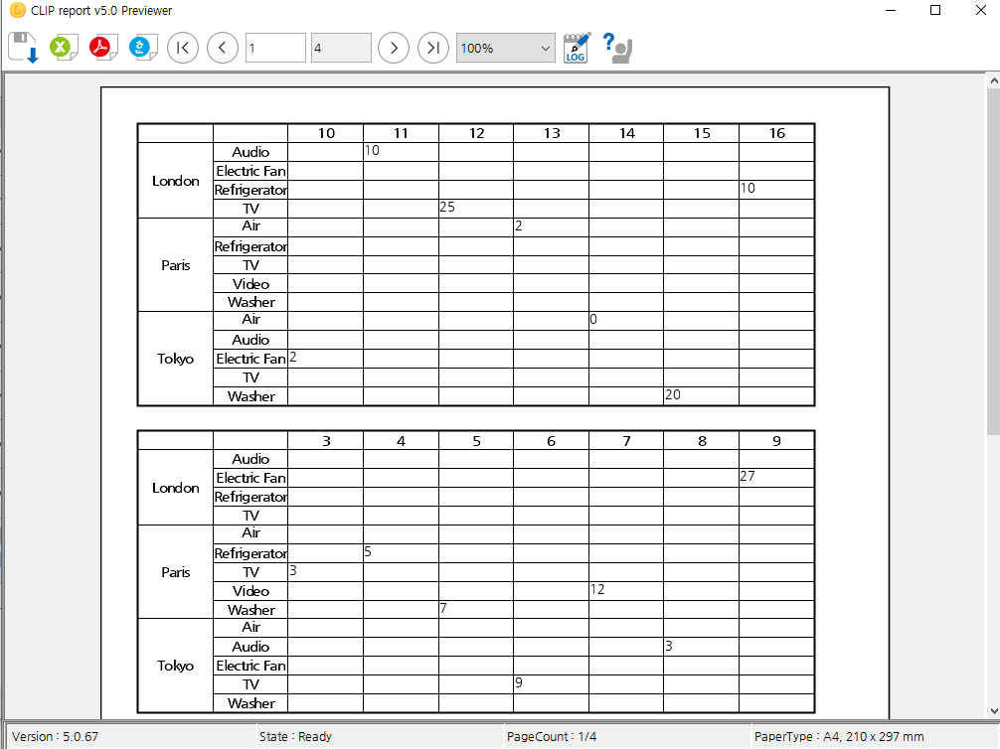 CLIP report v5.0 Previewer
1 4 100% LOG ?
10 11 12 13 14 15 16
London Audio 10
Electric Fan
Refrigerator 10
TV 25
Paris Air 2
Refrigerator
TV
Video
Washer
Tokyo Air 0
Audio
Electric Fan 2
TV
Washer 20
3 4 5 6 7 8 9
London Audio
Electric Fan 27
Refrigerator
TV
Paris Air
Refrigerator 5
TV 3
Video 12
Washer 7
Tokyo Air
Audio 3
Electric Fan
TV 9
Washer
Version : 5.0.67 State : Ready PageCount : 1/4 PaperType : A4, 210 x 297 mm